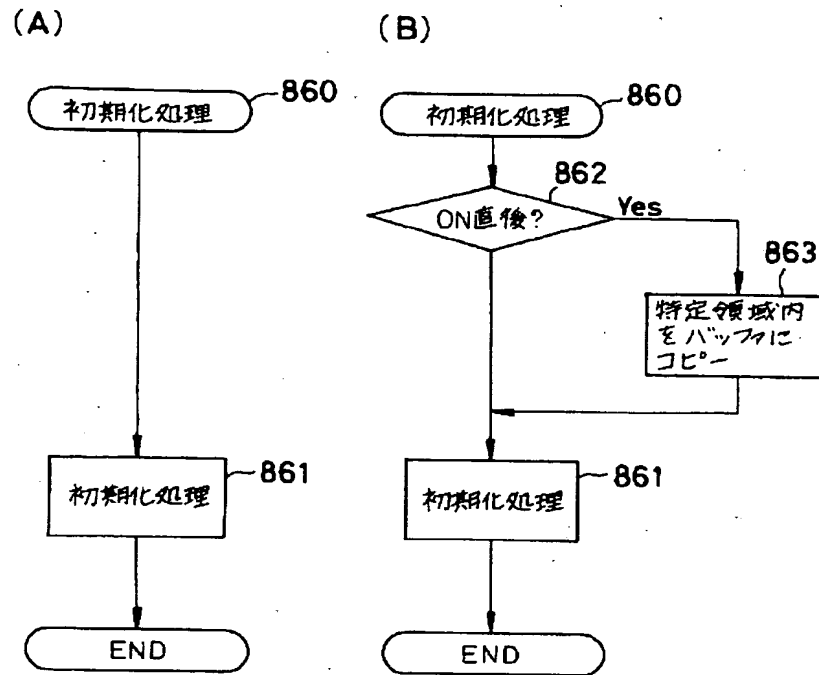 (A)
初期化処理
860
初期化処理
861
END
(B)
初期化処理
860
ON直後?
862
Yes
特定領域内
をバッファに
コピー
863
初期化処理
861
END